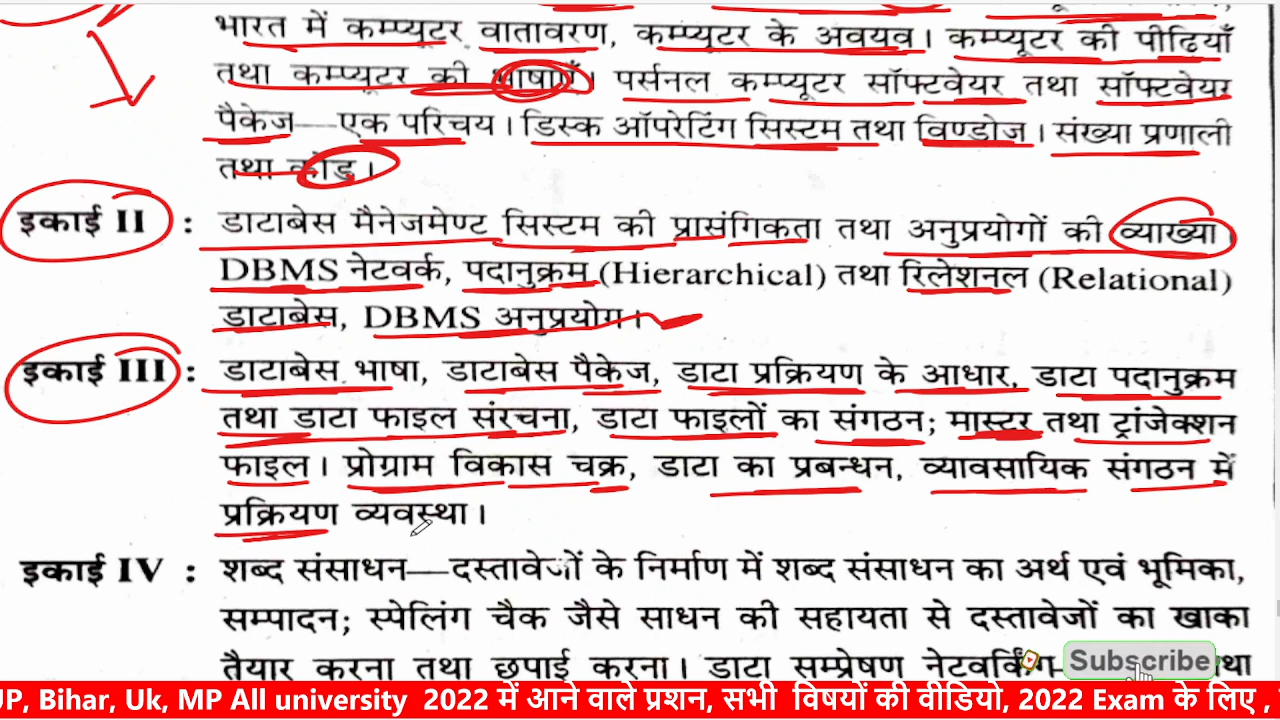 भारत में कम्प्यूटर वातावरण, कम्प्यूटर के अवयव। कम्प्यूटर की पीढ़ियाँ
तथा कम्प्यूटर की भाषाएँ। पर्सनल कम्प्यूटर सॉफ्टवेयर तथा सॉफ्टवेयर
पैकेज—एक परिचय। डिस्क ऑपरेटिंग सिस्टम तथा विण्डोज। संख्या प्रणाली
तथा कोड।
इकाई II : डाटाबेस मैनेजमेण्ट सिस्टम की प्रासंगिकता तथा अनुप्रयोगों की व्याख्या।
DBMS नेटवर्क, पदानुक्रम (Hierarchical) तथा रिलेशनल (Relational)
डाटाबेस, DBMS अनुप्रयोग।
इकाई III : डाटाबेस भाषा, डाटाबेस पैकेज, डाटा प्रक्रियण के आधार, डाटा पदानुक्रम
तथा डाटा फाइल संरचना, डाटा फाइलों का संगठन; मास्टर तथा ट्रांजेक्शन
फाइल। प्रोग्राम विकास चक्र, डाटा का प्रबन्धन, व्यावसायिक संगठन में
प्रक्रियण व्यवस्था।
इकाई IV : शब्द संसाधन—दस्तावेजों के निर्माण में शब्द संसाधन का अर्थ एवं भूमिका,
सम्पादन; स्पेलिंग चैक जैसे साधन की सहायता से दस्तावेजों का खाका
तैयार करना तथा छपाई करना। डाटा सम्प्रेषण नेटवर्किंग—
Subscribe
UP, Bihar, Uk, MP All university 2022 में आने वाले प्रशन, सभी विषयों की वीडियो, 2022 Exam के लिए ,